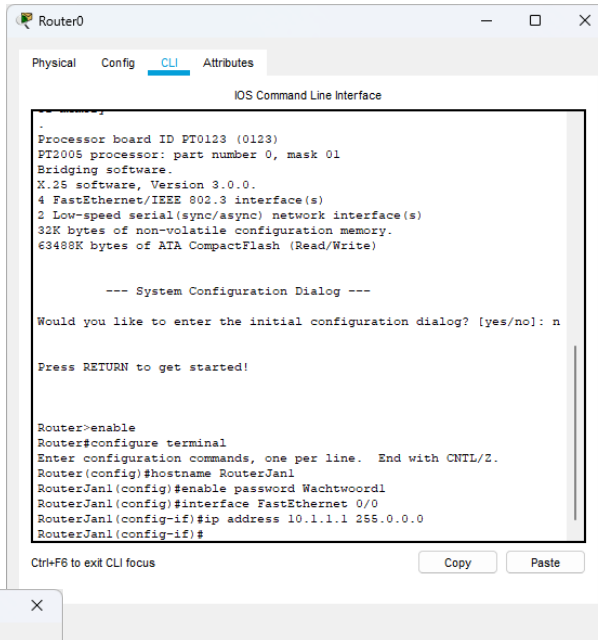 Router0
Physical Config CLI Attributes
IOS Command Line Interface
.
Processor board ID PT0123 (0123)
PT2005 processor: part number 0, mask 01
Bridging software.
X.25 software, Version 3.0.0.
4 FastEthernet/IEEE 802.3 interface(s)
2 Low-speed serial(sync/async) network interface(s)
32K bytes of non-volatile configuration memory.
63488K bytes of ATA CompactFlash (Read/Write)
--- System Configuration Dialog ---
Would you like to enter the initial configuration dialog? [yes/no]: n
Press RETURN to get started!
Router>enable
Router#configure terminal
Enter configuration commands, one per line. End with CNTL/Z.
Router(config)#hostname RouterJan1
RouterJan1(config)#enable password Wachtwoord1
RouterJan1(config)#interface FastEthernet 0/0
RouterJan1(config-if)#ip address 10.1.1.1 255.0.0.0
RouterJan1(config-if)#
Ctrl+F6 to exit CLI focus
Copy Paste